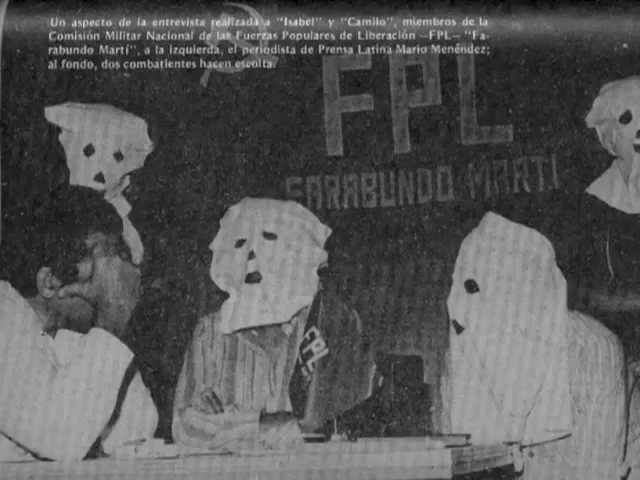 Un aspecto de la entrevista realizada a "Isabel" y "Camilo", miembros de la
Comisión Militar Nacional de las Fuerzas Populares de Liberación —FPL— "Fa-
rabundo Martí", a la izquierda, el periodista de Prensa Latina Mario Menéndez;
al fondo, dos combatientes hacen escolta.
FPL
FARABUNDO MARTI
FPL